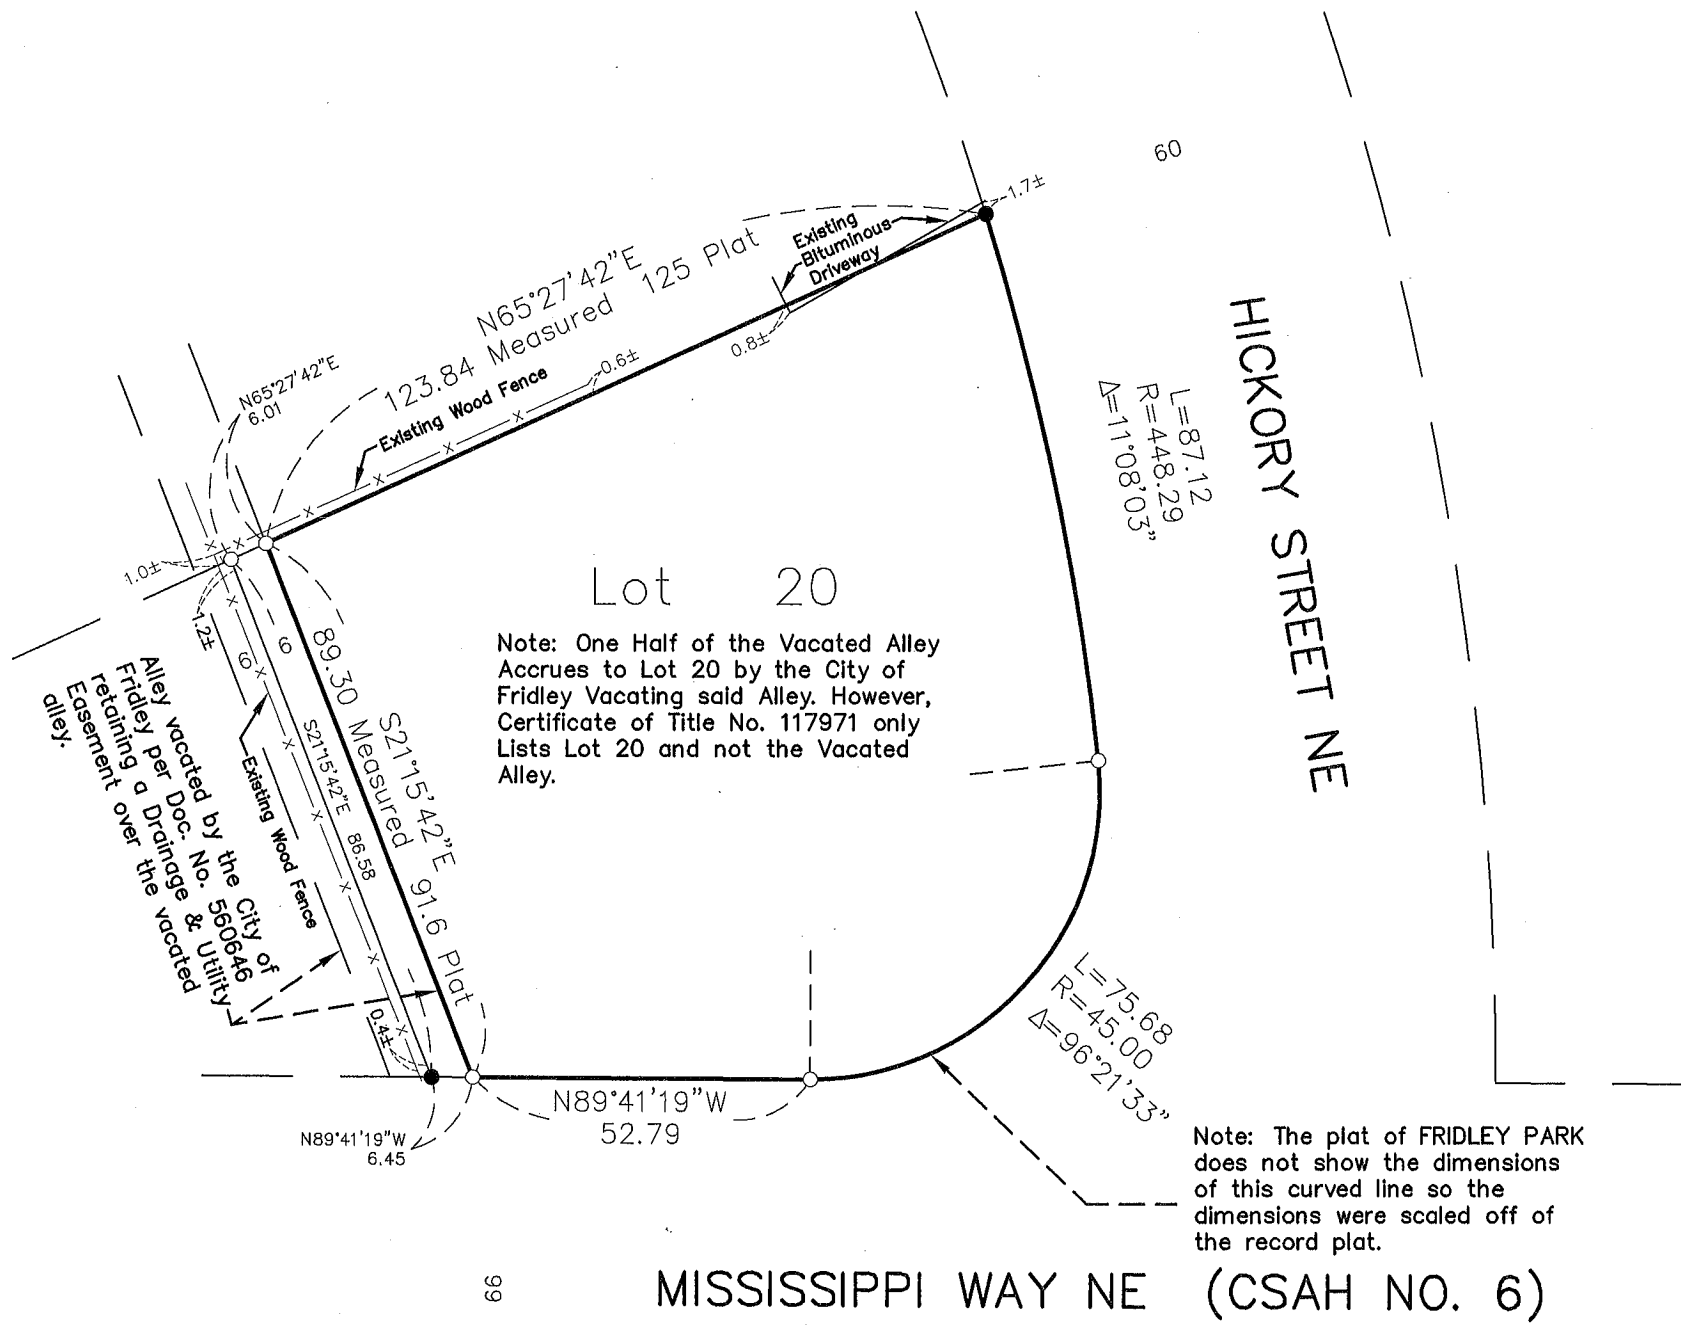 60
1.7±
Existing
Bituminous
Driveway
N65°27'42"E
123.84 Measured 125 Plat
0.8±
0.6±
Existing Wood Fence
N65°27'42"E
6.01
HICKORY STREET NE
L=87.12
R=448.29
Δ=11°08'03"
1.0±
1.2±
6
6
Lot 20
Note: One Half of the Vacated Alley
Accrues to Lot 20 by the City of
Fridley Vacating said Alley. However,
Certificate of Title No. 117971 only
Lists Lot 20 and not the Vacated
Alley.
S21°15'42"E
89.30 Measured 91.6 Plat
S21°15'42"E 86.58
Existing Wood Fence
Alley vacated by the City of
Fridley per Doc. No. 560646
retaining a Drainage & Utility
Easement over the vacated
alley.
0.4±
L=75.68
R=45.00
Δ=96°21'33"
N89°41'19"W
52.79
N89°41'19"W
6.45
Note: The plat of FRIDLEY PARK
does not show the dimensions
of this curved line so the
dimensions were scaled off of
the record plat.
66
MISSISSIPPI WAY NE (CSAH NO. 6)